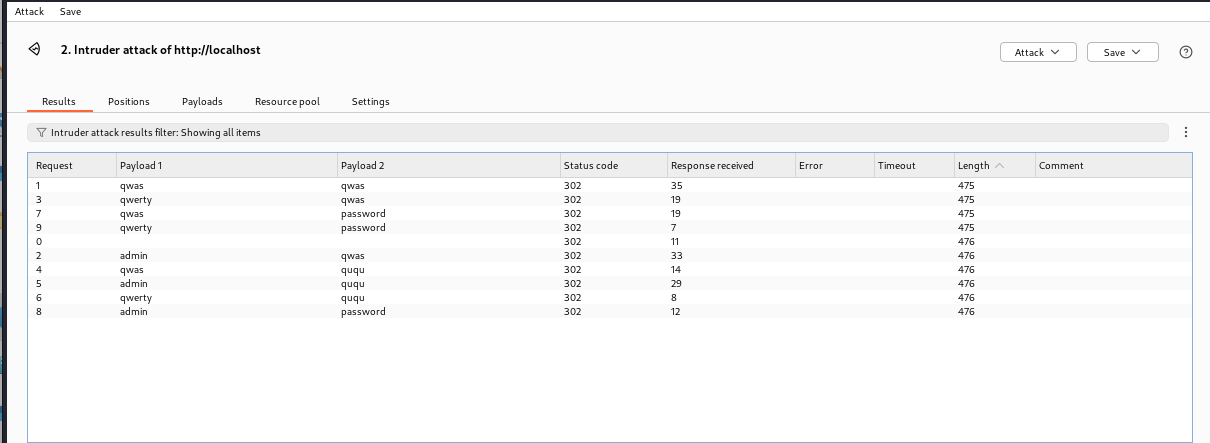 Attack Save
2. Intruder attack of http://localhost
Attack Save
Results Positions Payloads Resource pool Settings
Intruder attack results filter: Showing all items
Request Payload 1 Payload 2 Status code Response received Error Timeout Length Comment
1 qwas qwas 302 35 475
3 qwerty qwas 302 19 475
7 qwas password 302 19 475
9 qwerty password 302 7 475
0 302 11 476
2 admin qwas 302 33 476
4 qwas ququ 302 14 476
5 admin ququ 302 29 476
6 qwerty ququ 302 8 476
8 admin password 302 12 476